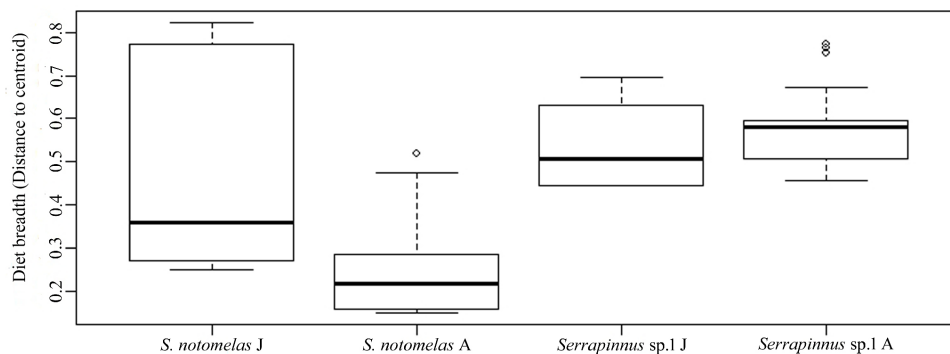 Diet breadth (Distance to centroid)
0.8
0.7
0.6
0.5
0.4
0.3
0.2
S. notomelas J
S. notomelas A
Serrapinnus sp.1 J
Serrapinnus sp.1 A